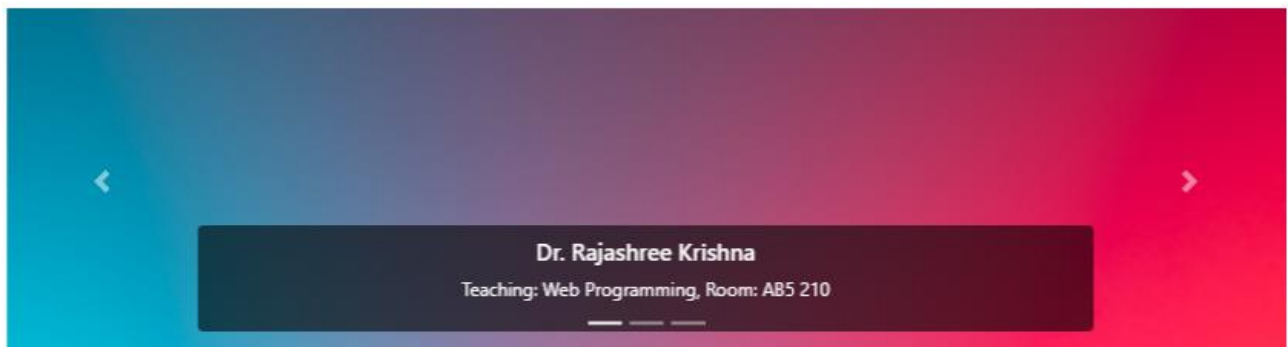 Dr. Rajashree Krishna
Teaching: Web Programming, Room: AB5 210